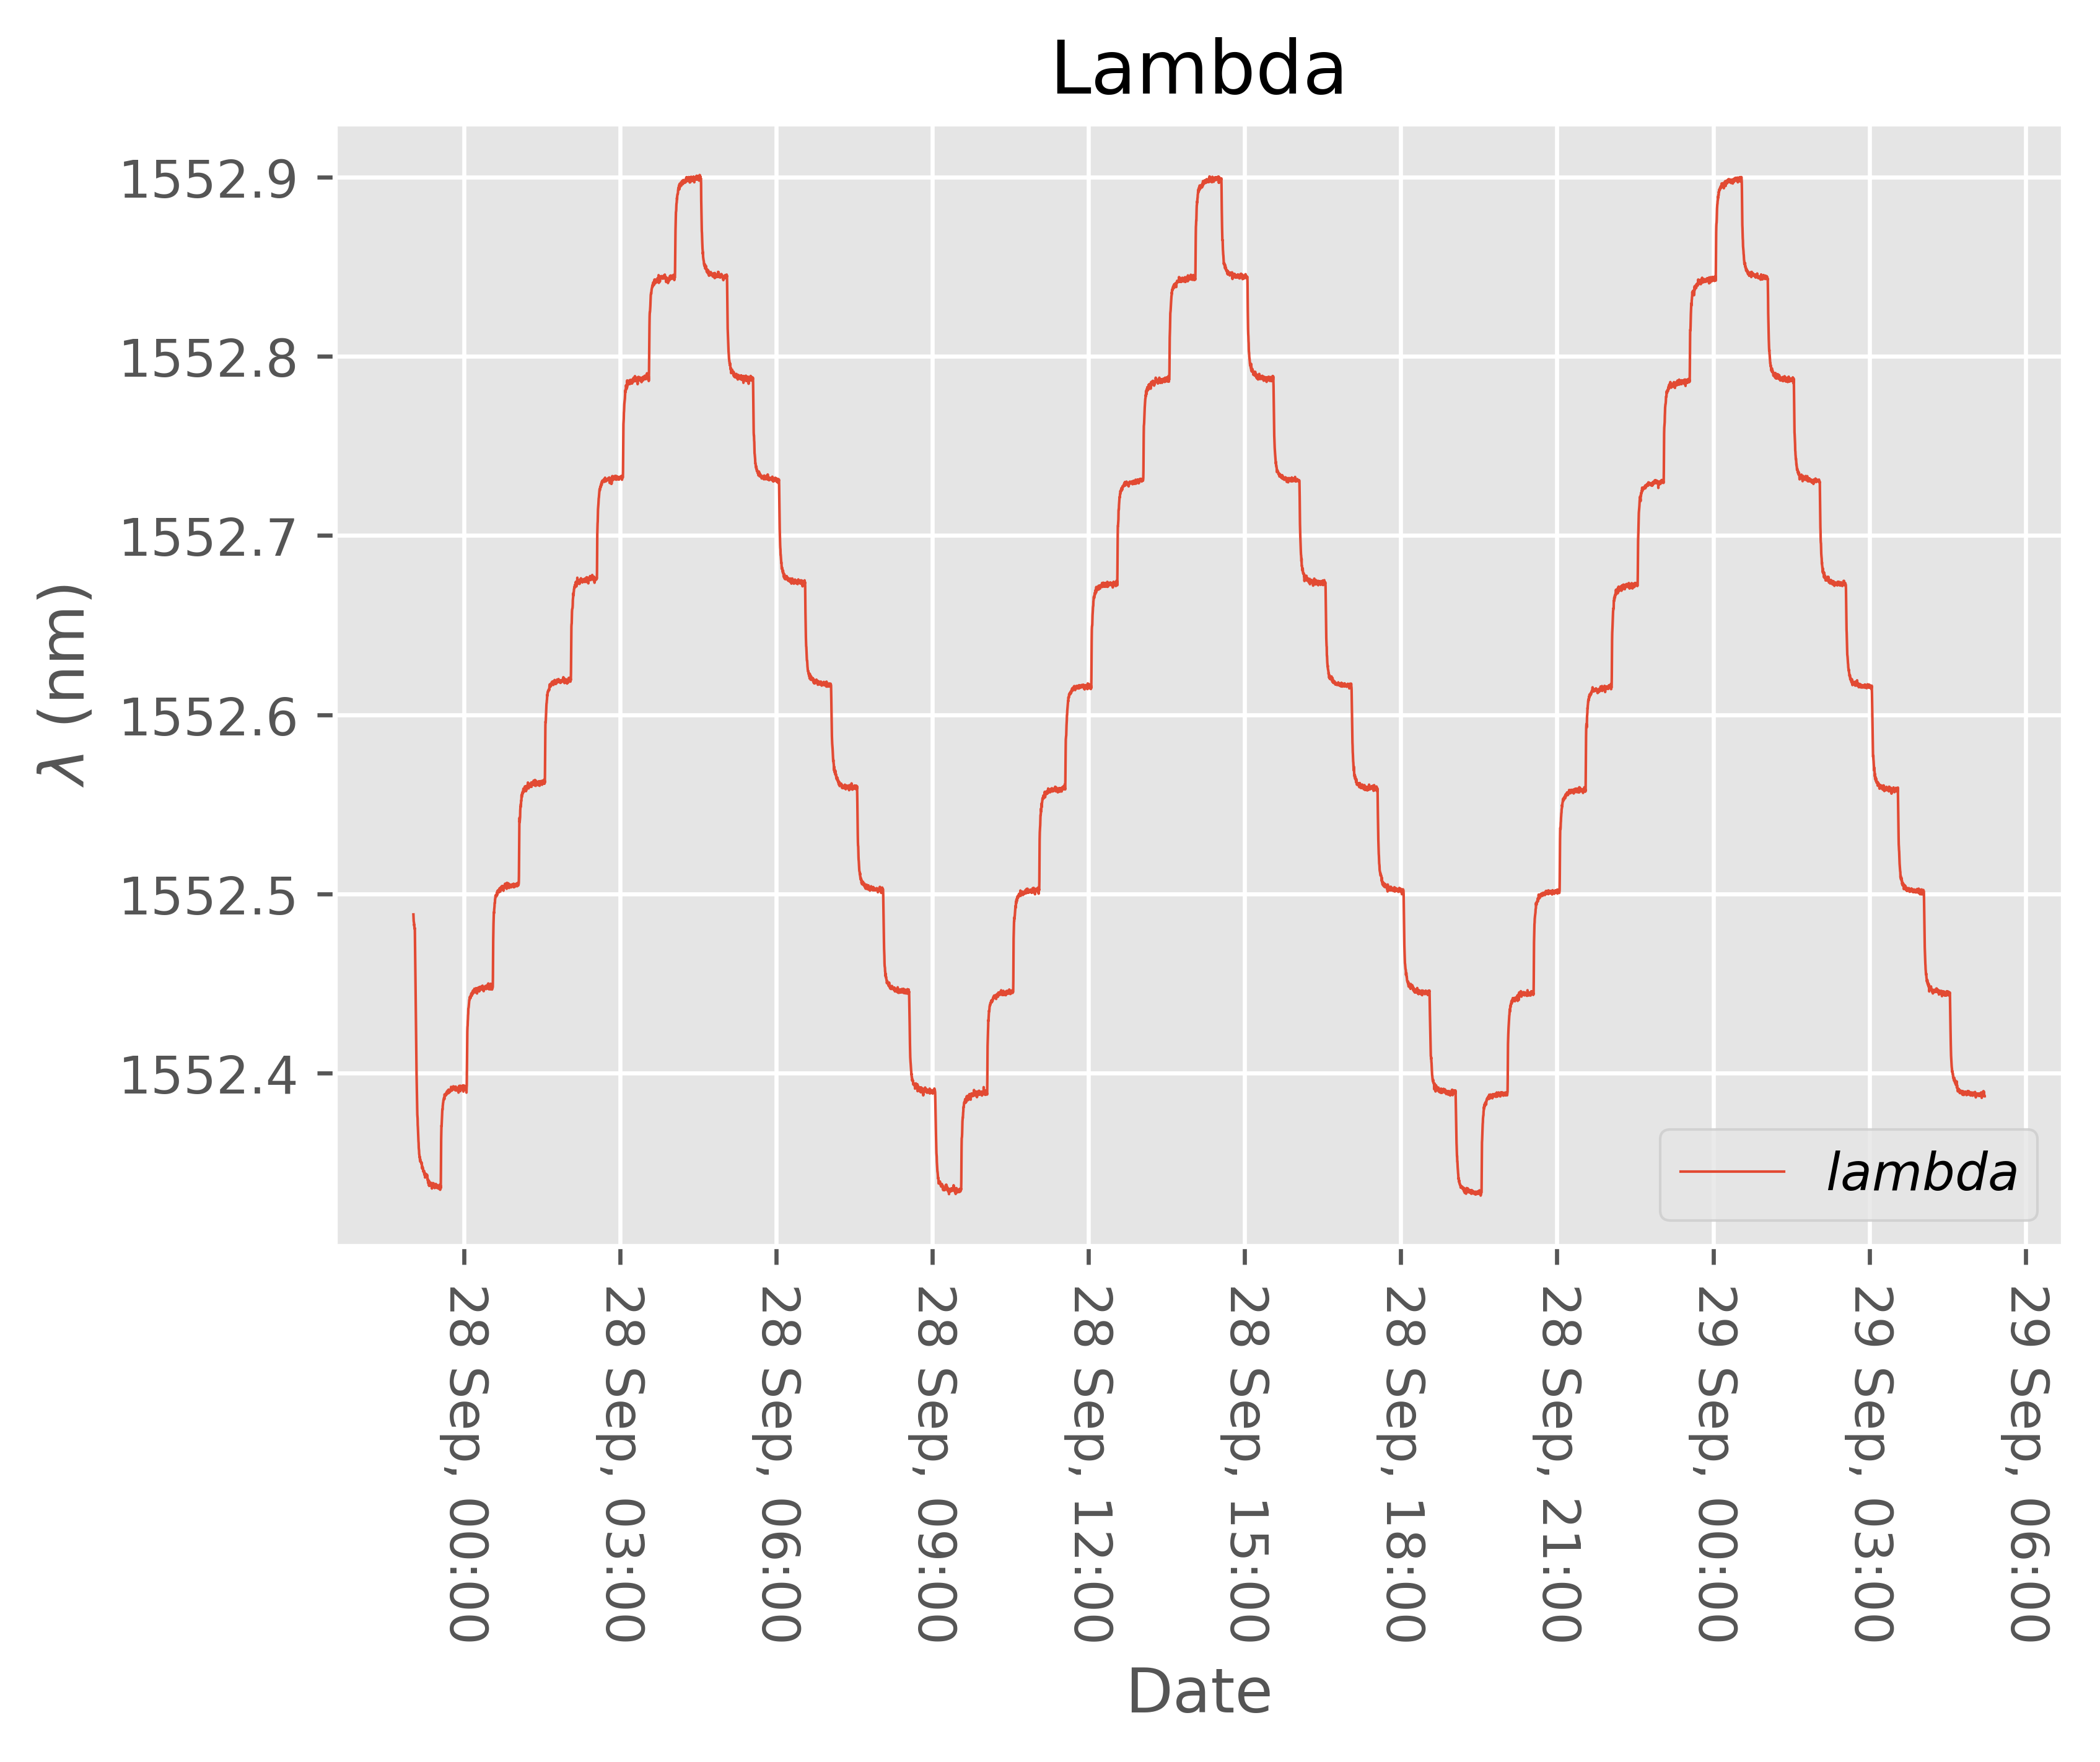 Lambda
λ (nm)
1552.9
1552.8
1552.7
1552.6
1552.5
1552.4
lambda
28 Sep, 00:00
28 Sep, 03:00
28 Sep, 06:00
28 Sep, 09:00
28 Sep, 12:00
28 Sep, 15:00
28 Sep, 18:00
28 Sep, 21:00
29 Sep, 00:00
29 Sep, 03:00
29 Sep, 06:00
Date